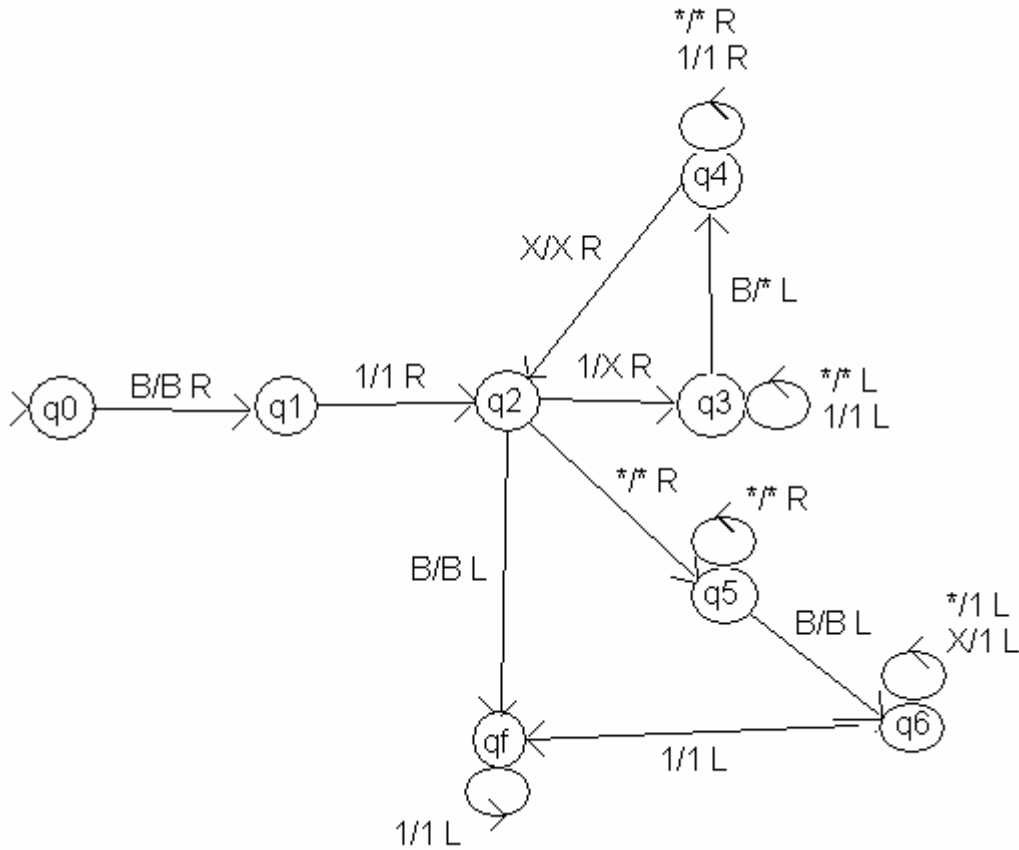 */* R
1/1 R
q4
X/X R
B/* L
B/B R
1/1 R
1/X R
*/* L
1/1 L
q0
q1
q2
q3
*/* R
*/* R
B/B L
q5
B/B L
*/1 L
X/1 L
q6
qf
1/1 L
1/1 L